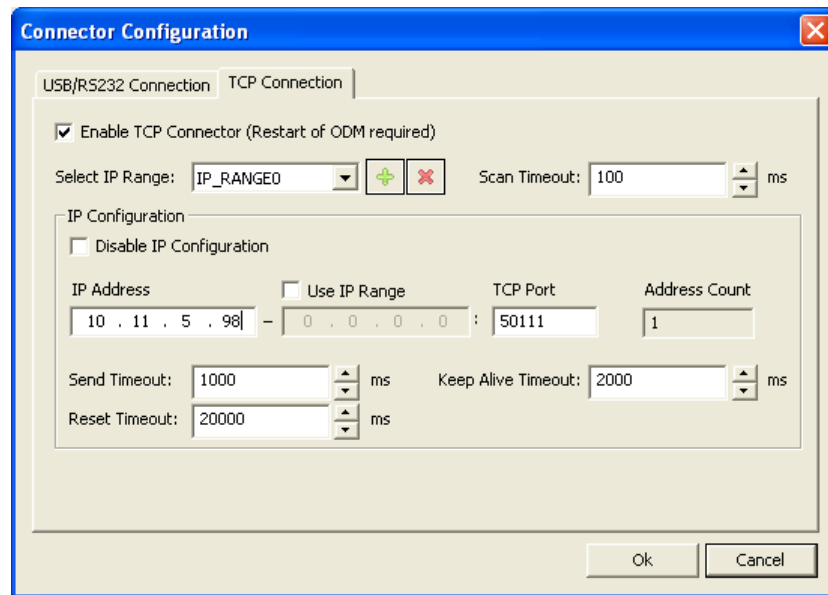 Connector Configuration
USB/RS232 Connection TCP Connection
Enable TCP Connector (Restart of ODM required)
Select IP Range: IP_RANGE0 Scan Timeout: 100 ms
IP Configuration
Disable IP Configuration
IP Address Use IP Range TCP Port Address Count
10 . 11 . 5 . 98 – 0 . 0 . 0 . 0 : 50111 1
Send Timeout: 1000 ms Keep Alive Timeout: 2000 ms
Reset Timeout: 20000 ms
Ok Cancel